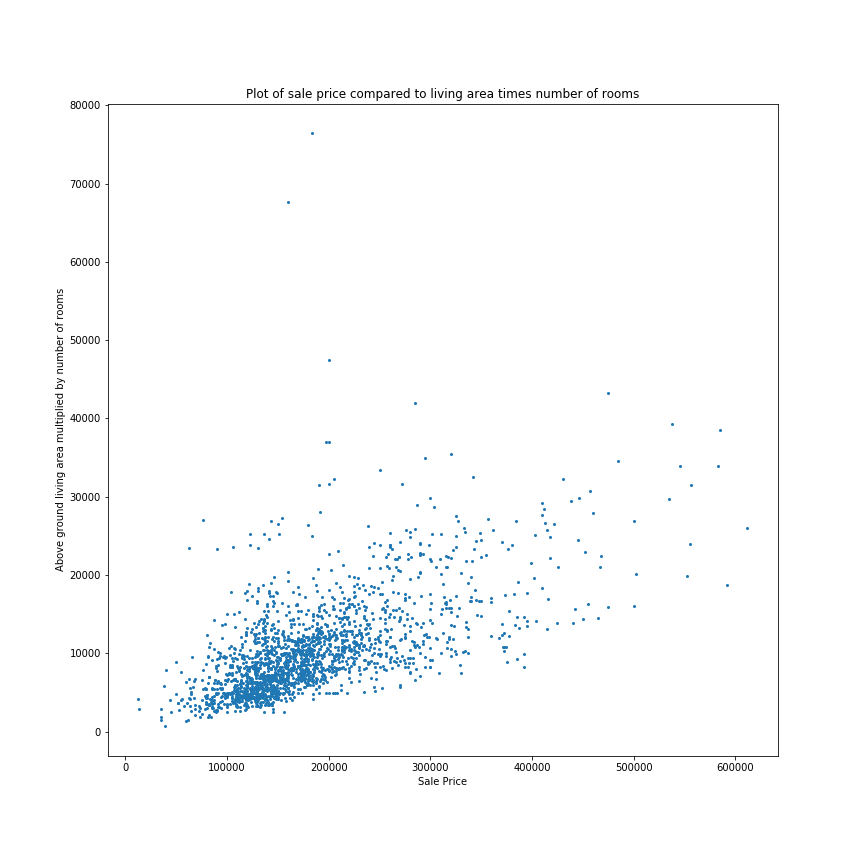 Plot of sale price compared to living area times number of rooms
Above ground living area multiplied by number of rooms
80000
70000
60000
50000
40000
30000
20000
10000
0
0 100000 200000 300000 400000 500000 600000
Sale Price